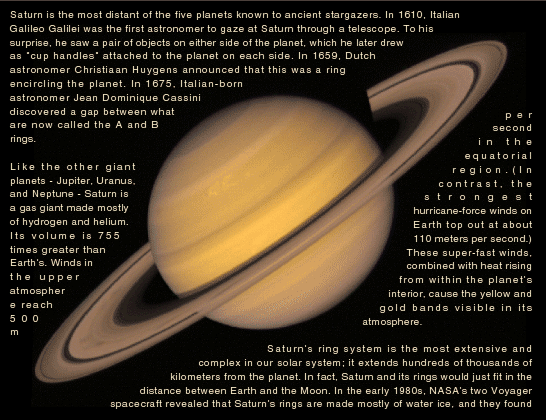 Saturn is the most distant of the five planets known to ancient stargazers. In 1610, Italian
Galileo Galilei was the first astronomer to gaze at Saturn through a telescope. To his
surprise, he saw a pair of objects on either side of the planet, which he later drew
as "cup handles" attached to the planet on each side. In 1659, Dutch
astronomer Christiaan Huygens announced that this was a ring
encircling the planet. In 1675, Italian-born
astronomer Jean Dominique Cassini
discovered a gap between what
are now called the A and B
rings.
Like the other giant
planets - Jupiter, Uranus,
and Neptune - Saturn is
a gas giant made mostly
of hydrogen and helium.
Its volume is 755
times greater than
Earth's. Winds in
the upper
atmospher
e reach
500
m
per
second
in the
equatorial
region. (In
contrast, the
strongest
hurricane-force winds on
Earth top out at about
110 meters per second.)
These super-fast winds,
combined with heat rising
from within the planet's
interior, cause the yellow and
gold bands visible in its
atmosphere.
Saturn's ring system is the most extensive and
complex in our solar system; it extends hundreds of thousands of
kilometers from the planet. In fact, Saturn and its rings would just fit in the
distance between Earth and the Moon. In the early 1980s, NASA's two Voyager
spacecraft revealed that Saturn's rings are made mostly of water ice, and they found